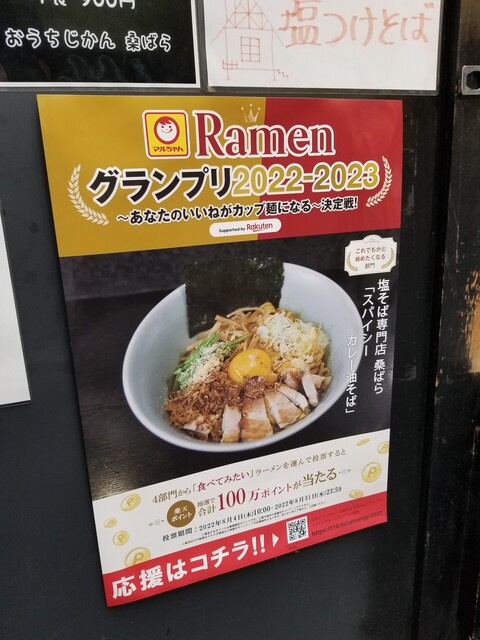 900円
おうちじかん 桑ばら
塩つけそば
マルちゃん
Ramen
グランプリ2022-2023
～あなたのいいねがカップ麺になる～決定戦!
Supported by Rakuten
これでもかと
絡めたくなる
部門
塩そば専門店 桑ばら
「スパイシー
カレー油そば」
4部門から「食べてみたい」ラーメンを選んで投票すると
楽天
ポイント
抽選で
合計
100万ポイントが当たる
投票期間:2022年8月4日(木)10:00-2022年8月31日(水)23:59
応援はコチラ!!